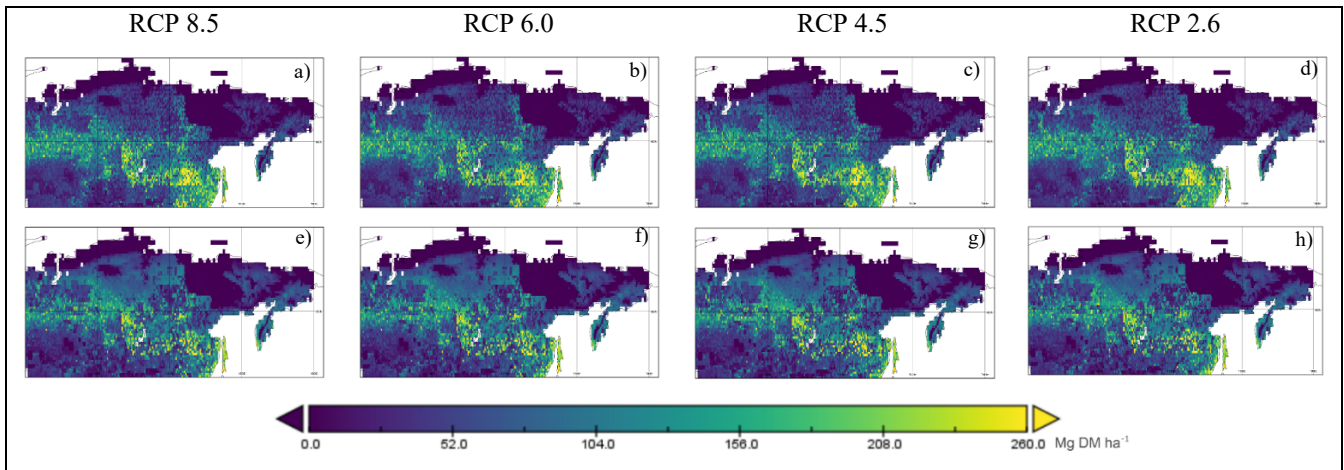 RCP 8.5 RCP 6.0 RCP 4.5 RCP 2.6
a) b) c) d)
e) f) g) h)
0.0 52.0 104.0 156.0 208.0 260.0 Mg DM ha⁻¹